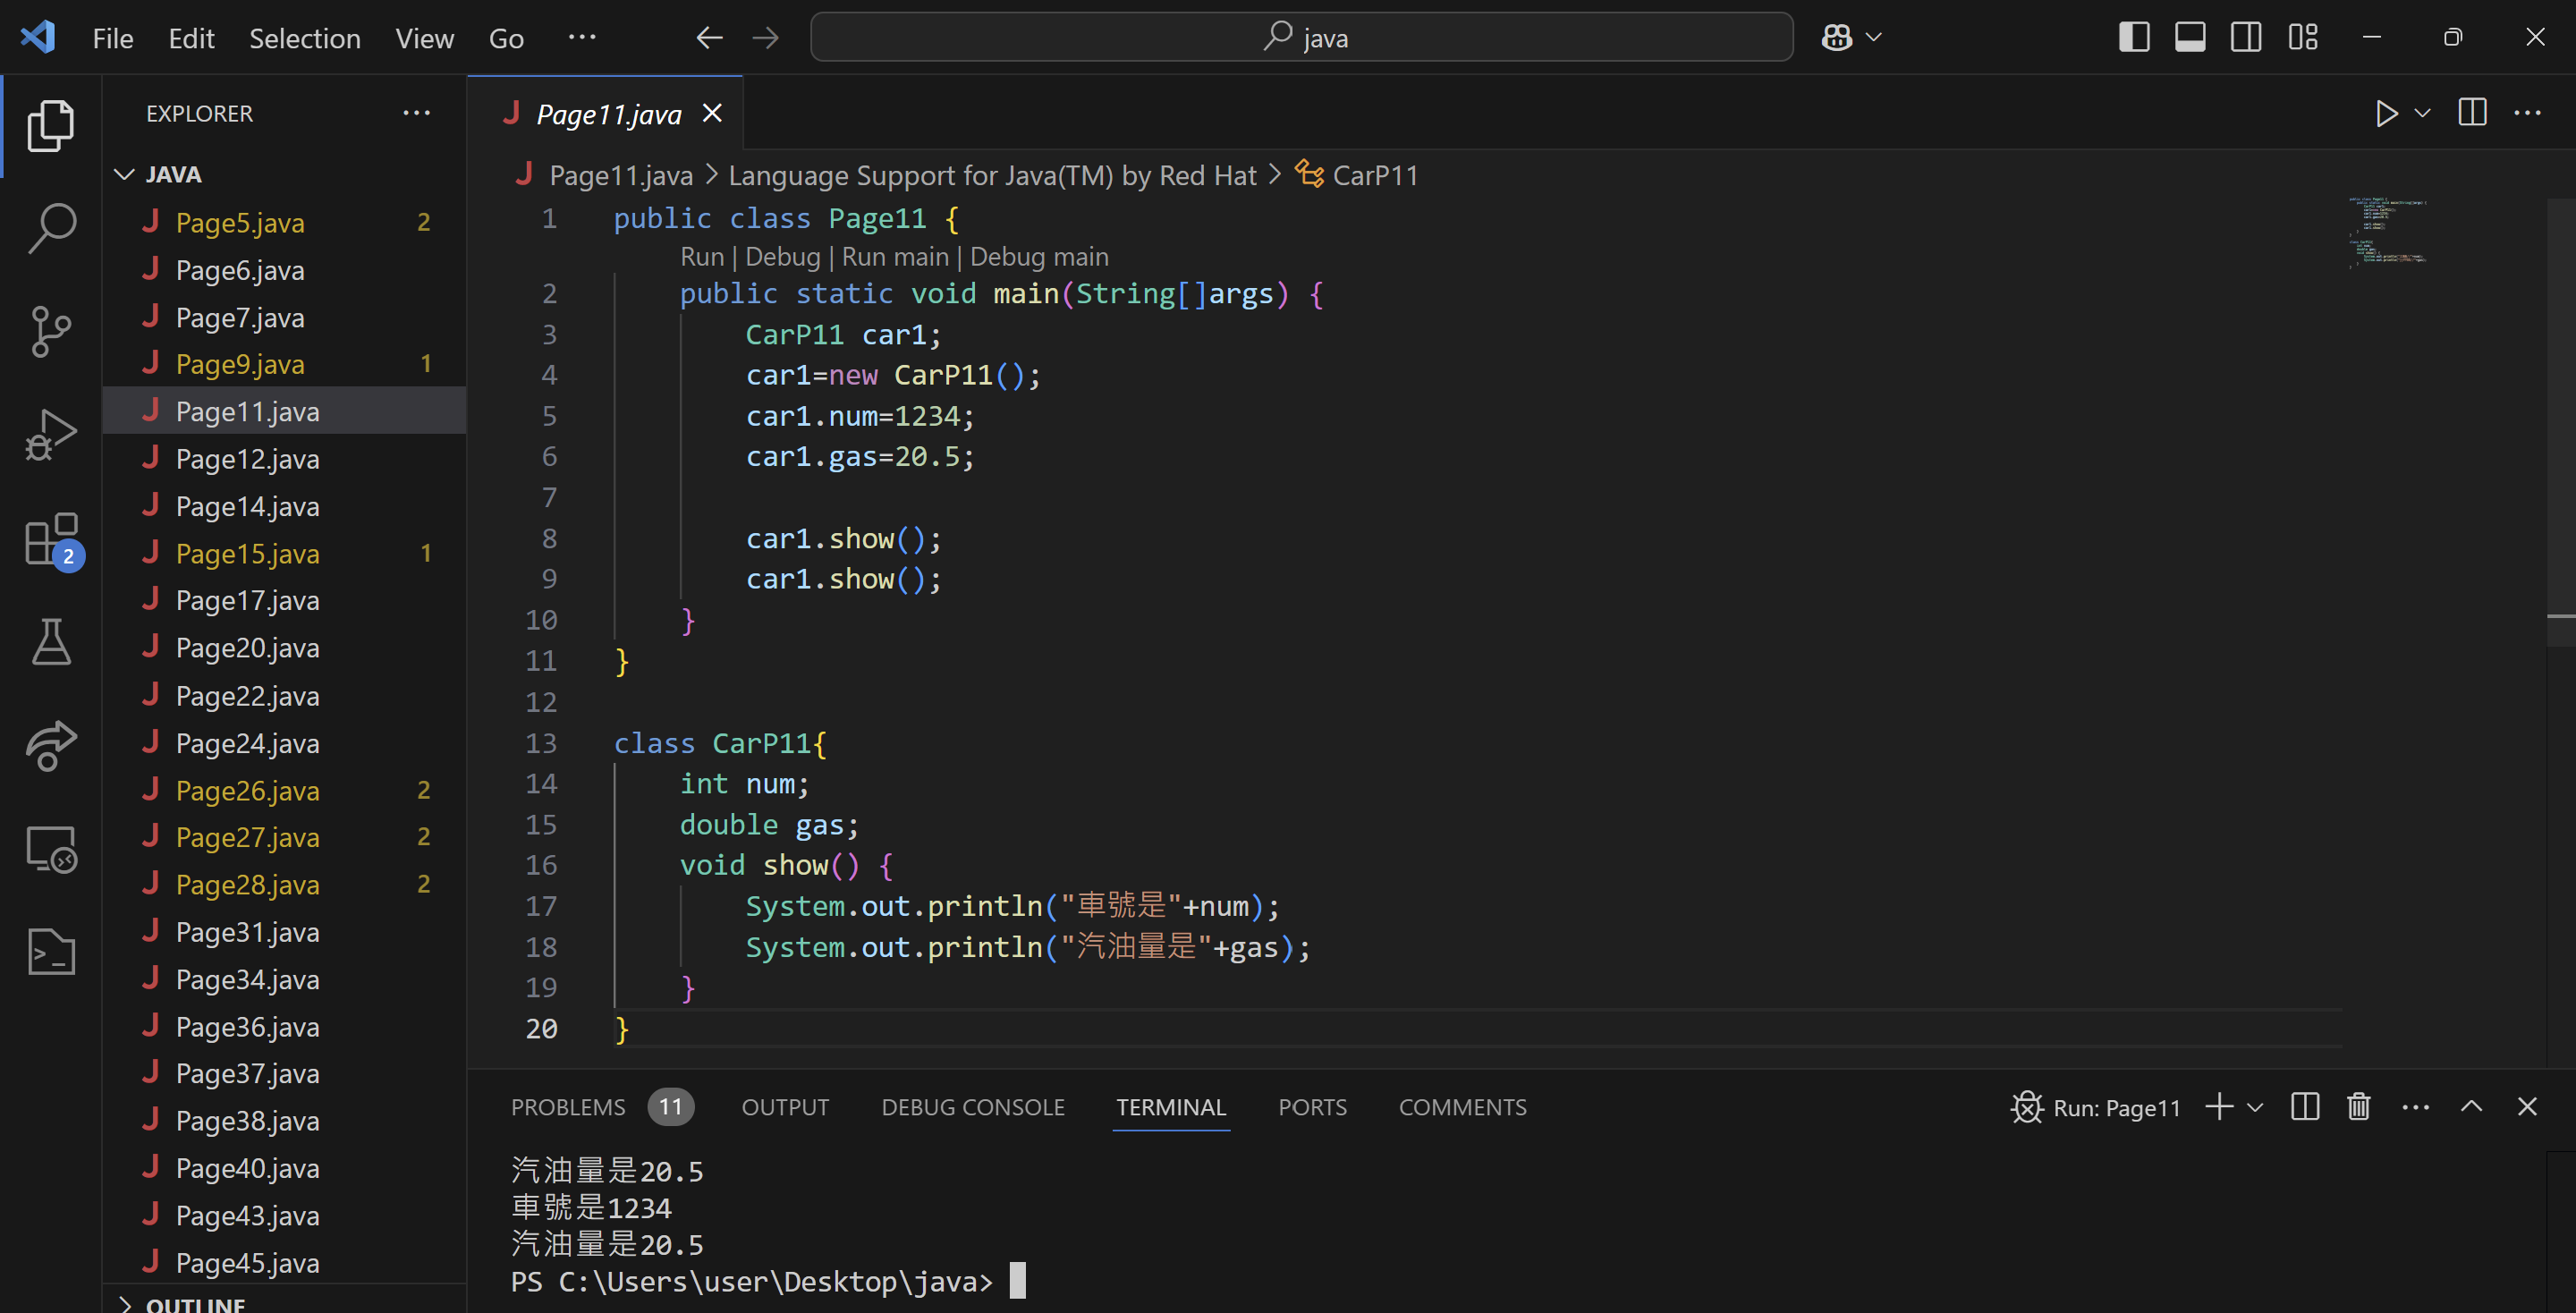 File Edit Selection View Go ··· java
EXPLORER ···
JAVA
Page5.java 2
Page6.java
Page7.java
Page9.java 1
Page11.java
Page12.java
Page14.java
Page15.java 1
Page17.java
Page20.java
Page22.java
Page24.java
Page26.java 2
Page27.java 2
Page28.java 2
Page31.java
Page34.java
Page36.java
Page37.java
Page38.java
Page40.java
Page43.java
Page45.java
OUTLINE
2
Page11.java
Page11.java > Language Support for Java(TM) by Red Hat > CarP11
1 public class Page11 {
Run | Debug | Run main | Debug main
2 public static void main(String[]args) {
3 CarP11 car1;
4 car1=new CarP11();
5 car1.num=1234;
6 car1.gas=20.5;
7
8 car1.show();
9 car1.show();
10 }
11 }
12
13 class CarP11{
14 int num;
15 double gas;
16 void show() {
17 System.out.println("車號是"+num);
18 System.out.println("汽油量是"+gas);
19 }
20 }
PROBLEMS 11 OUTPUT DEBUG CONSOLE TERMINAL PORTS COMMENTS Run: Page11
汽油量是20.5
車號是1234
汽油量是20.5
PS C:\Users\user\Desktop\java>